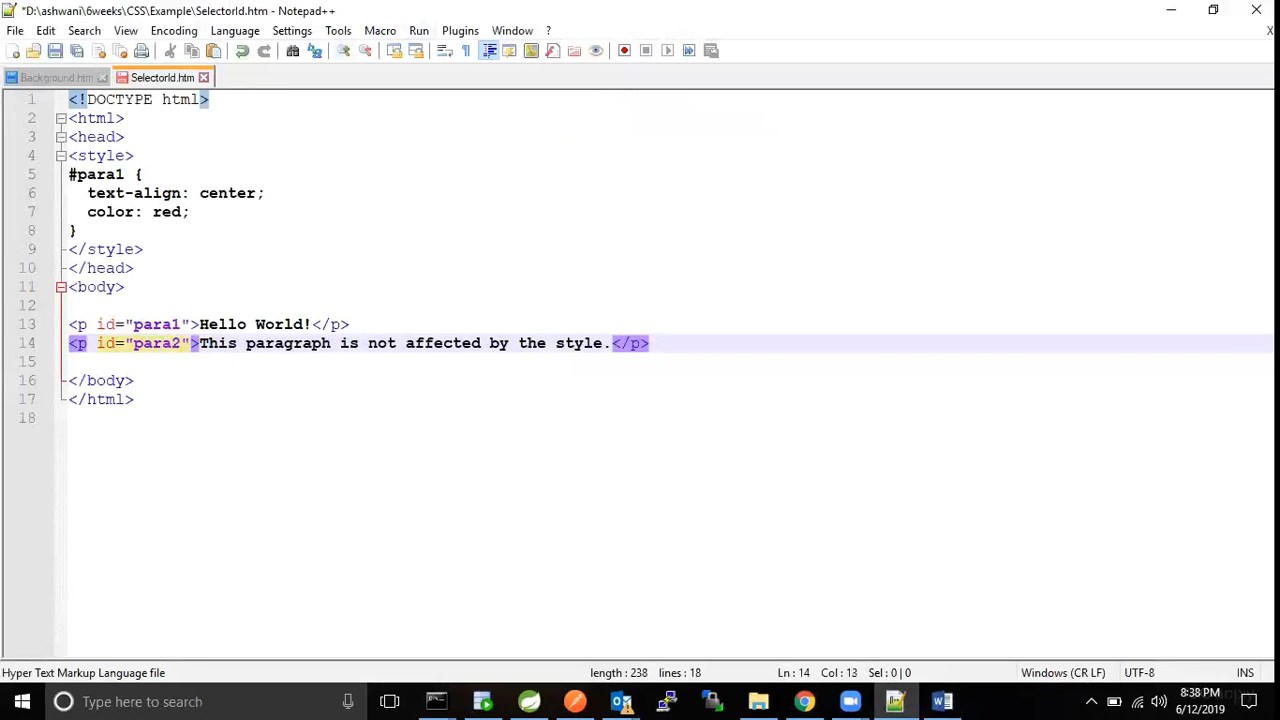 *D:\ashwani\6weeks\CSS\Example\SelectorId.htm - Notepad++
File Edit Search View Encoding Language Settings Tools Macro Run Plugins Window ? X
Background.htm SelectorId.htm
1 <!DOCTYPE html>
2 <html>
3 <head>
4 <style>
5 #para1 {
6 text-align: center;
7 color: red;
8 }
9 </style>
10 </head>
11 <body>
12
13 <p id="para1">Hello World!</p>
14 <p id="para2">This paragraph is not affected by the style.</p>
15
16 </body>
17 </html>
18
Hyper Text Markup Language file length : 238 lines : 18 Ln : 14 Col : 13 Sel : 0 | 0 Windows (CR LF) UTF-8 INS
Type here to search 8:38 PM
6/12/2019